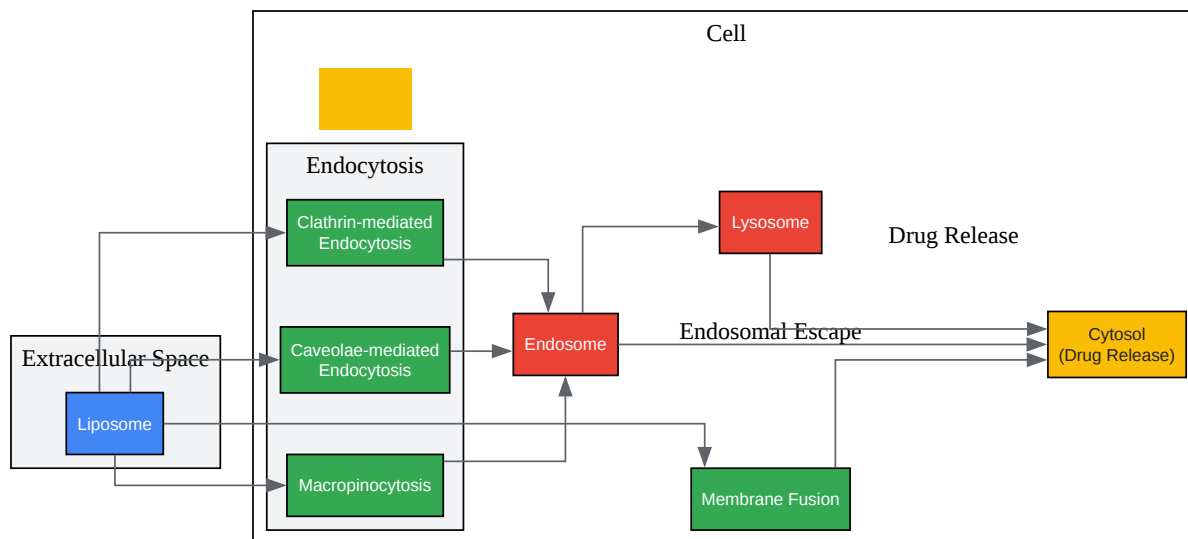 Cell
Endocytosis
Clathrin-mediated
Endocytosis
Lysosome
Drug Release
Extracellular Space
Caveolae-mediated
Endocytosis
Endosome
Endosomal Escape
Cytosol
(Drug Release)
Liposome
Macropinocytosis
Membrane Fusion